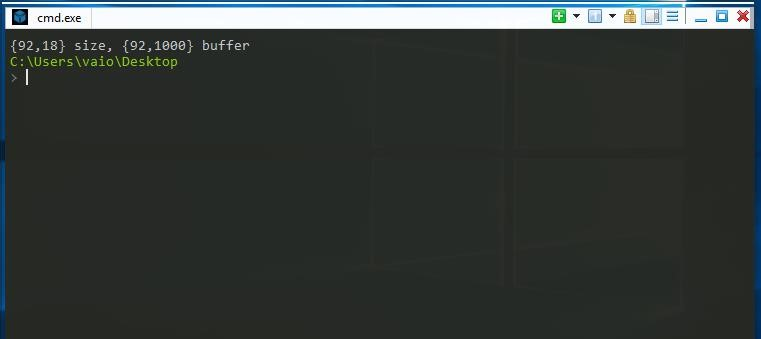 cmd.exe
{92,18} size, {92,1000} buffer
C:\Users\vaio\Desktop
>